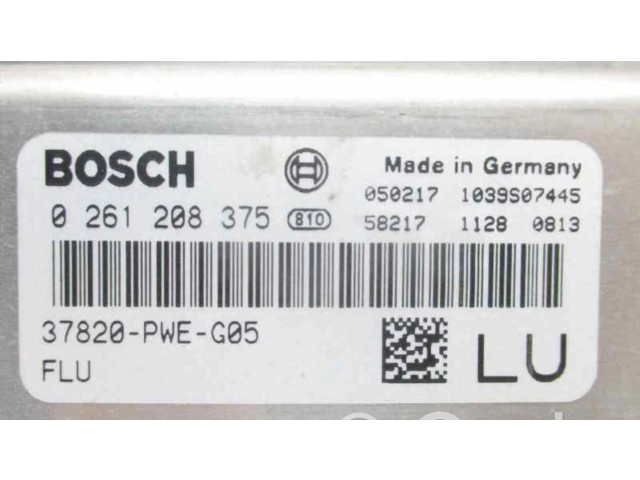 BOSCH
Made in Germany
050217 1039S07445
0 261 208 375 810
58217 1128 0813
37820-PWE-G05
FLU
LU